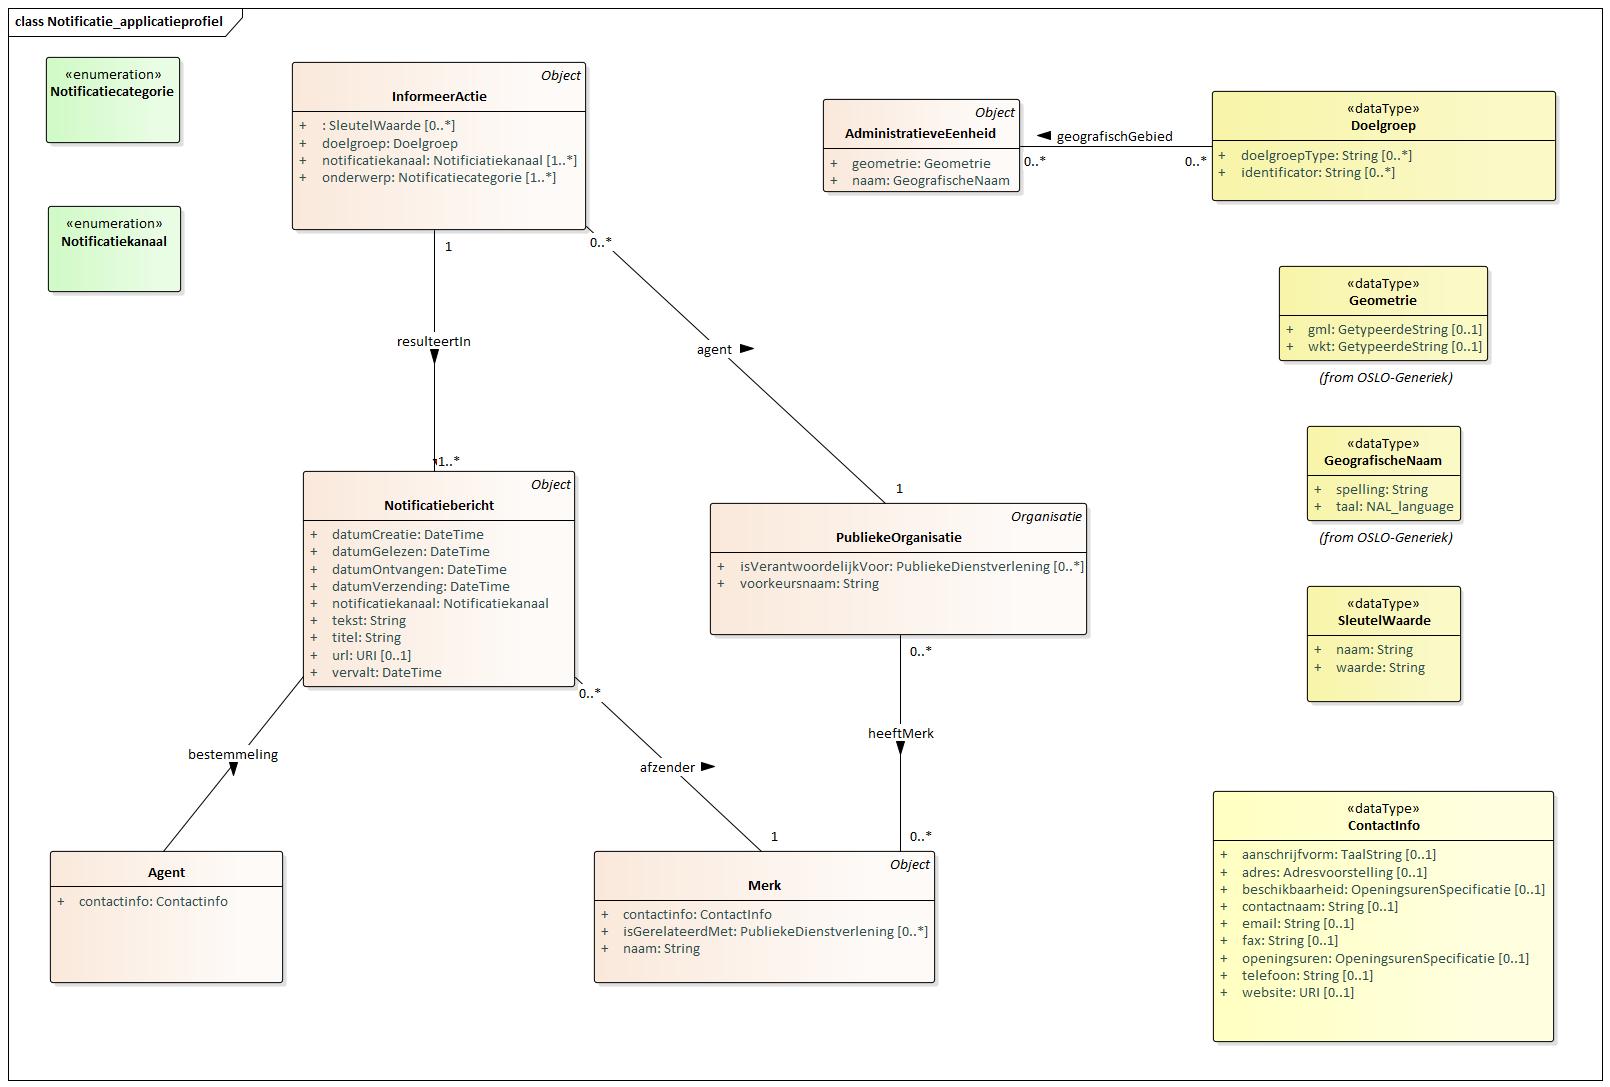 class Notificatie_applicatieprofiel
«enumeration»
Notificatiecategorie
«enumeration»
Notificatiekanaal
Object
InformeerActie
+ : SleutelWaarde [0..*]
+ doelgroep: Doelgroep
+ notificatiekanaal: Notificiatiekanaal [1..*]
+ onderwerp: Notificatiecategorie [1..*]
Object
AdministratieveEenheid
+ geometrie: Geometrie
+ naam: GeografischeNaam
geografischGebied
0..*
0..*
«dataType»
Doelgroep
+ doelgroepType: String [0..*]
+ identificator: String [0..*]
1
0..*
resulteertIn
agent
1..*
1
«dataType»
Geometrie
+ gml: GetypeerdeString [0..1]
+ wkt: GetypeerdeString [0..1]
(from OSLO-Generiek)
«dataType»
GeografischeNaam
+ spelling: String
+ taal: NAL_language
(from OSLO-Generiek)
Object
Notificatiebericht
+ datumCreatie: DateTime
+ datumGelezen: DateTime
+ datumOntvangen: DateTime
+ datumVerzending: DateTime
+ notificatiekanaal: Notificatiekanaal
+ tekst: String
+ titel: String
+ url: URI [0..1]
+ vervalt: DateTime
Organisatie
PubliekeOrganisatie
+ isVerantwoordelijkVoor: PubliekeDienstverlening [0..*]
+ voorkeursnaam: String
«dataType»
SleutelWaarde
+ naam: String
+ waarde: String
0..*
0..*
bestemmeling
afzender
heeftMerk
1
0..*
Agent
+ contactinfo: Contactinfo
Object
Merk
+ contactinfo: ContactInfo
+ isGerelateerdMet: PubliekeDienstverlening [0..*]
+ naam: String
«dataType»
ContactInfo
+ aanschrijfvorm: TaalString [0..1]
+ adres: Adresvoorstelling [0..1]
+ beschikbaarheid: OpeningsurenSpecificatie [0..1]
+ contactnaam: String [0..1]
+ email: String [0..1]
+ fax: String [0..1]
+ openingsuren: OpeningsurenSpecificatie [0..1]
+ telefoon: String [0..1]
+ website: URI [0..1]